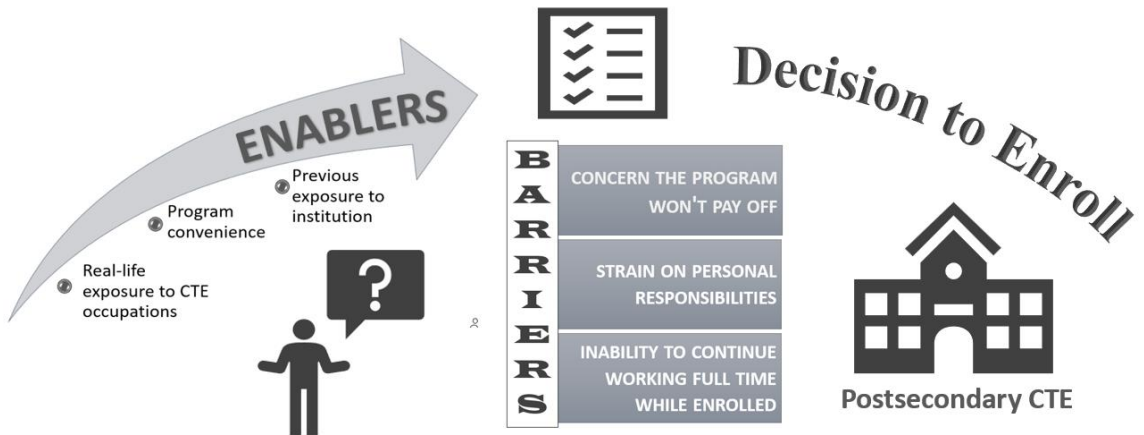 ENABLERS
Previous
exposure to
institution
Program
convenience
Real-life
exposure to CTE
occupations
?
BARRIERS
CONCERN THE PROGRAM
WON'T PAY OFF
STRAIN ON PERSONAL
RESPONSIBILITIES
INABILITY TO CONTINUE
WORKING FULL TIME
WHILE ENROLLED
Decision to Enroll
Postsecondary CTE